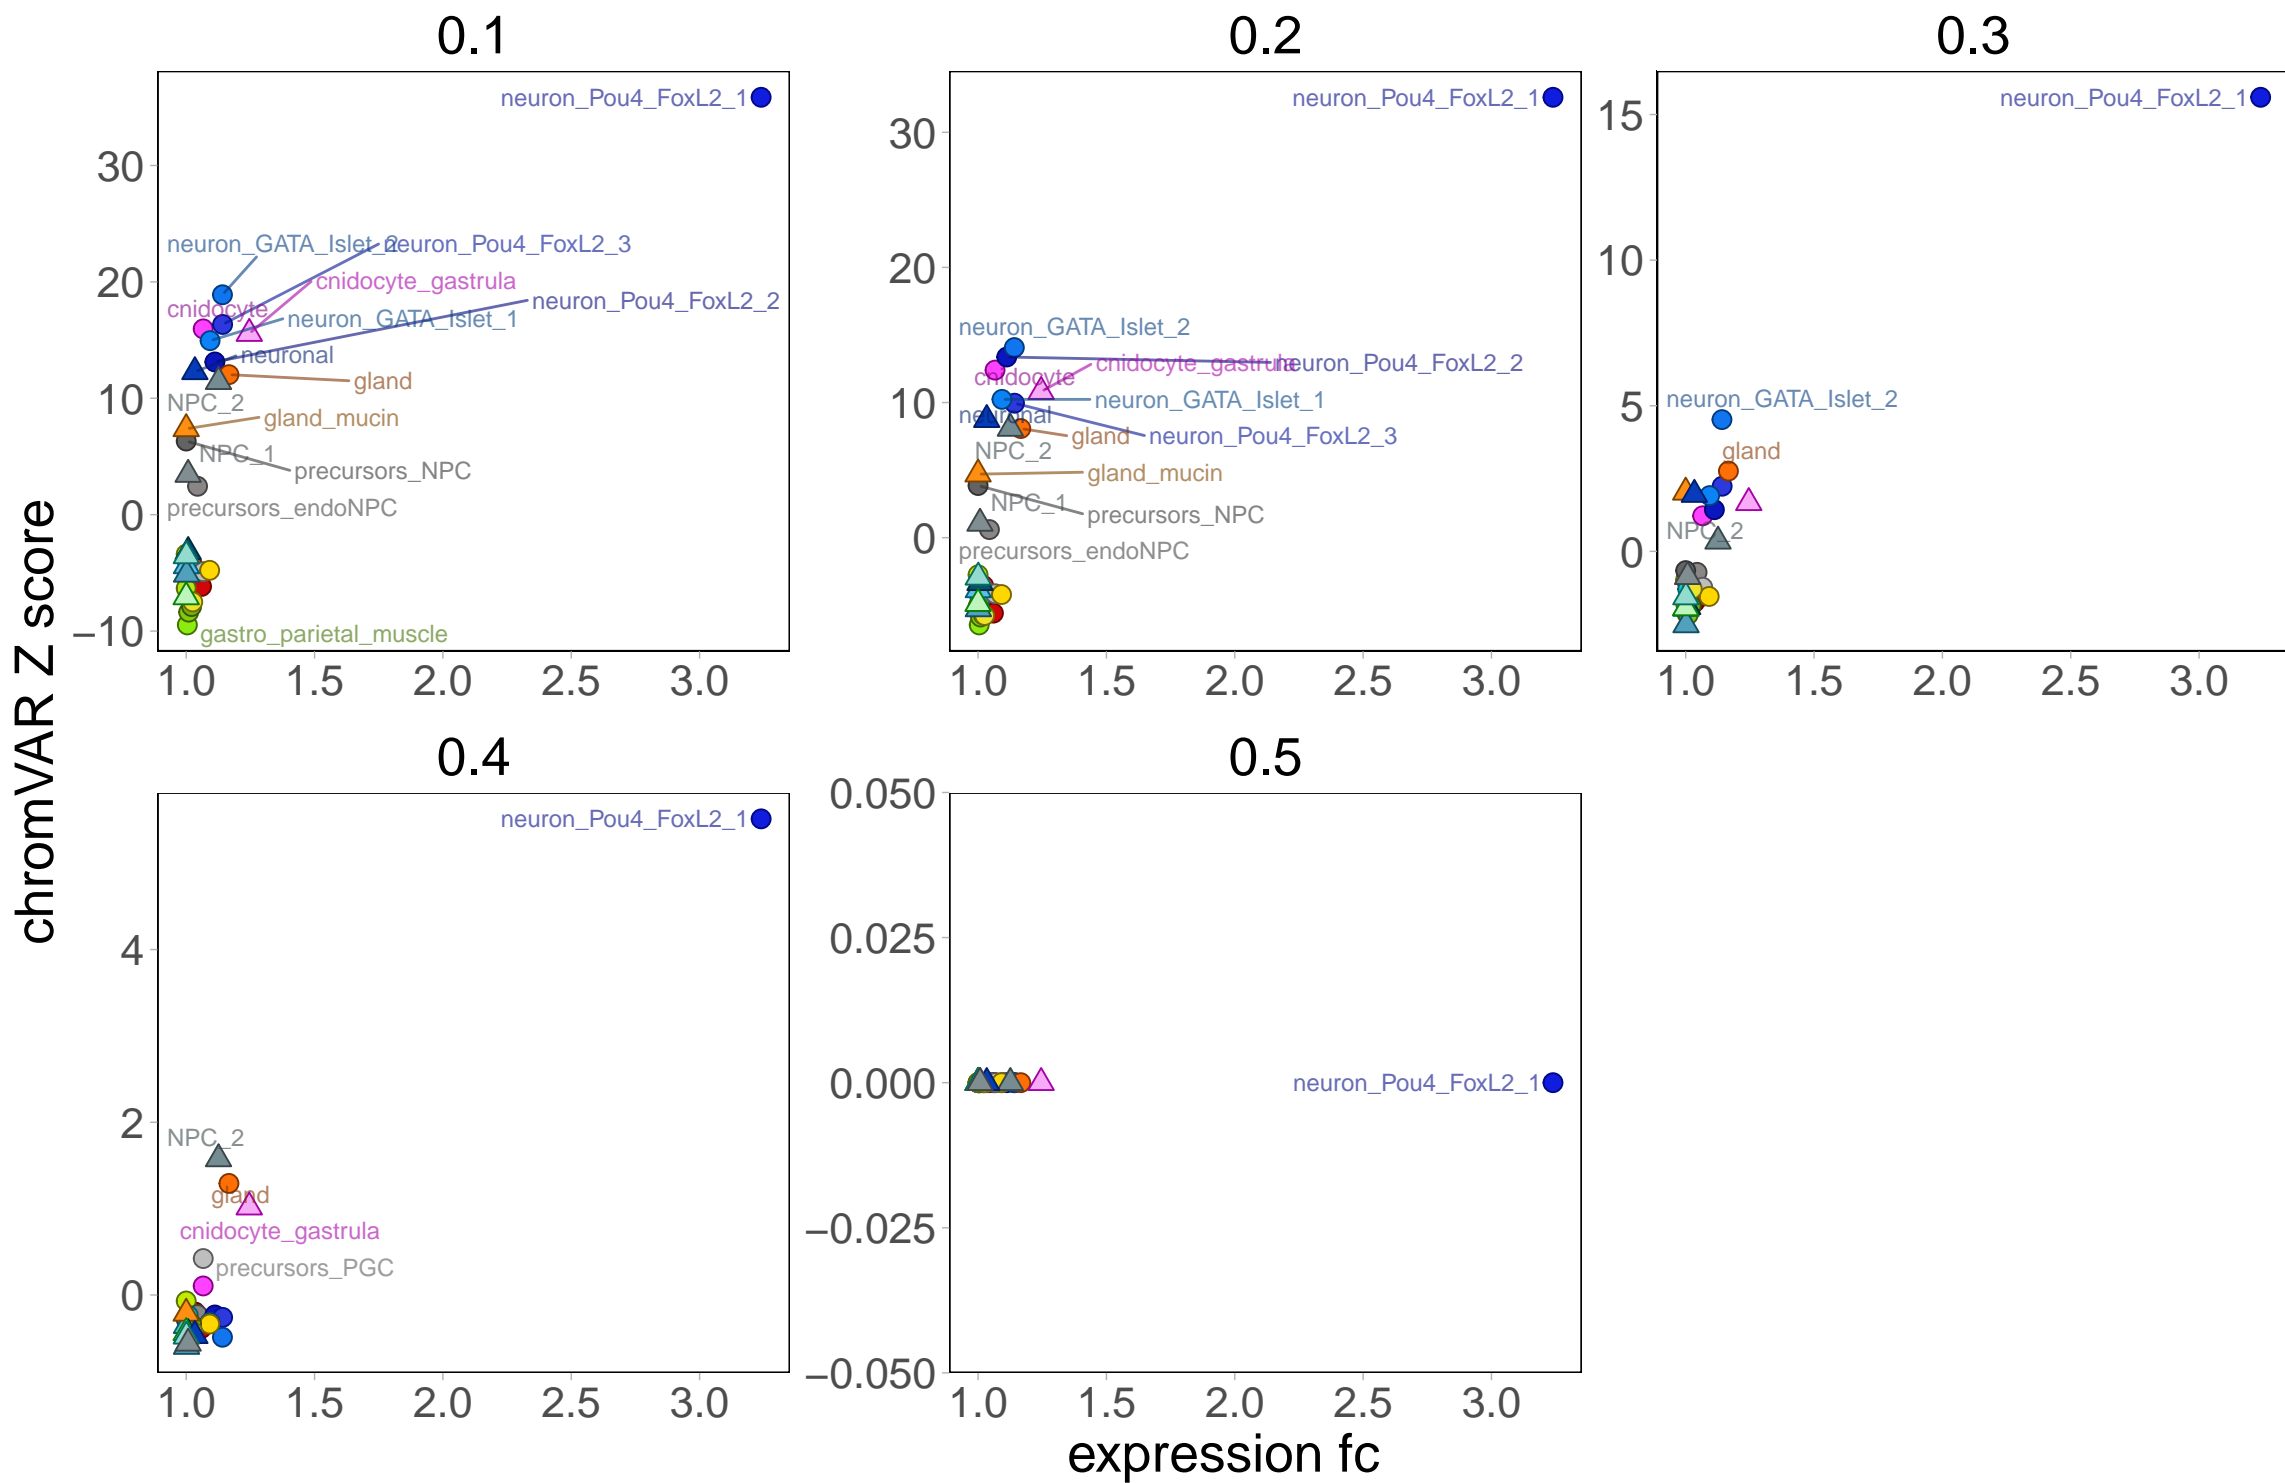 0.1
0.2
0.3
chromVAR Z score
neuron_Pou4_FoxL2_1
30
neuron_GATA_Islet_2
neuron_Pou4_FoxL2_3
20
cnidocyte_gastrula
cnidocyte
neuron_Pou4_FoxL2_2
neuron_GATA_Islet_1
neuronal
gland
10
NPC_2
gland_mucin
NPC_1
precursors_NPC
precursors_endoNPC
0
−10
gastro_parietal_muscle
1.0 1.5 2.0 2.5 3.0
neuron_Pou4_FoxL2_1
30
20
neuron_GATA_Islet_2
cnidocyte_gastrula
neuron_Pou4_FoxL2_2
cnidocyte
10
neuron_GATA_Islet_1
neuronal
gland
neuron_Pou4_FoxL2_3
NPC_2
gland_mucin
NPC_1
precursors_NPC
0
precursors_endoNPC
1.0 1.5 2.0 2.5 3.0
neuron_Pou4_FoxL2_1
15
10
5
neuron_GATA_Islet_2
gland
NPC_2
0
1.0 1.5 2.0 2.5 3.0
0.4
0.5
neuron_Pou4_FoxL2_1
4
2
NPC_2
gland
cnidocyte_gastrula
precursors_PGC
0
1.0 1.5 2.0 2.5 3.0
0.050
0.025
0.000
neuron_Pou4_FoxL2_1
−0.025
−0.050
1.0 1.5 2.0 2.5 3.0
expression fc